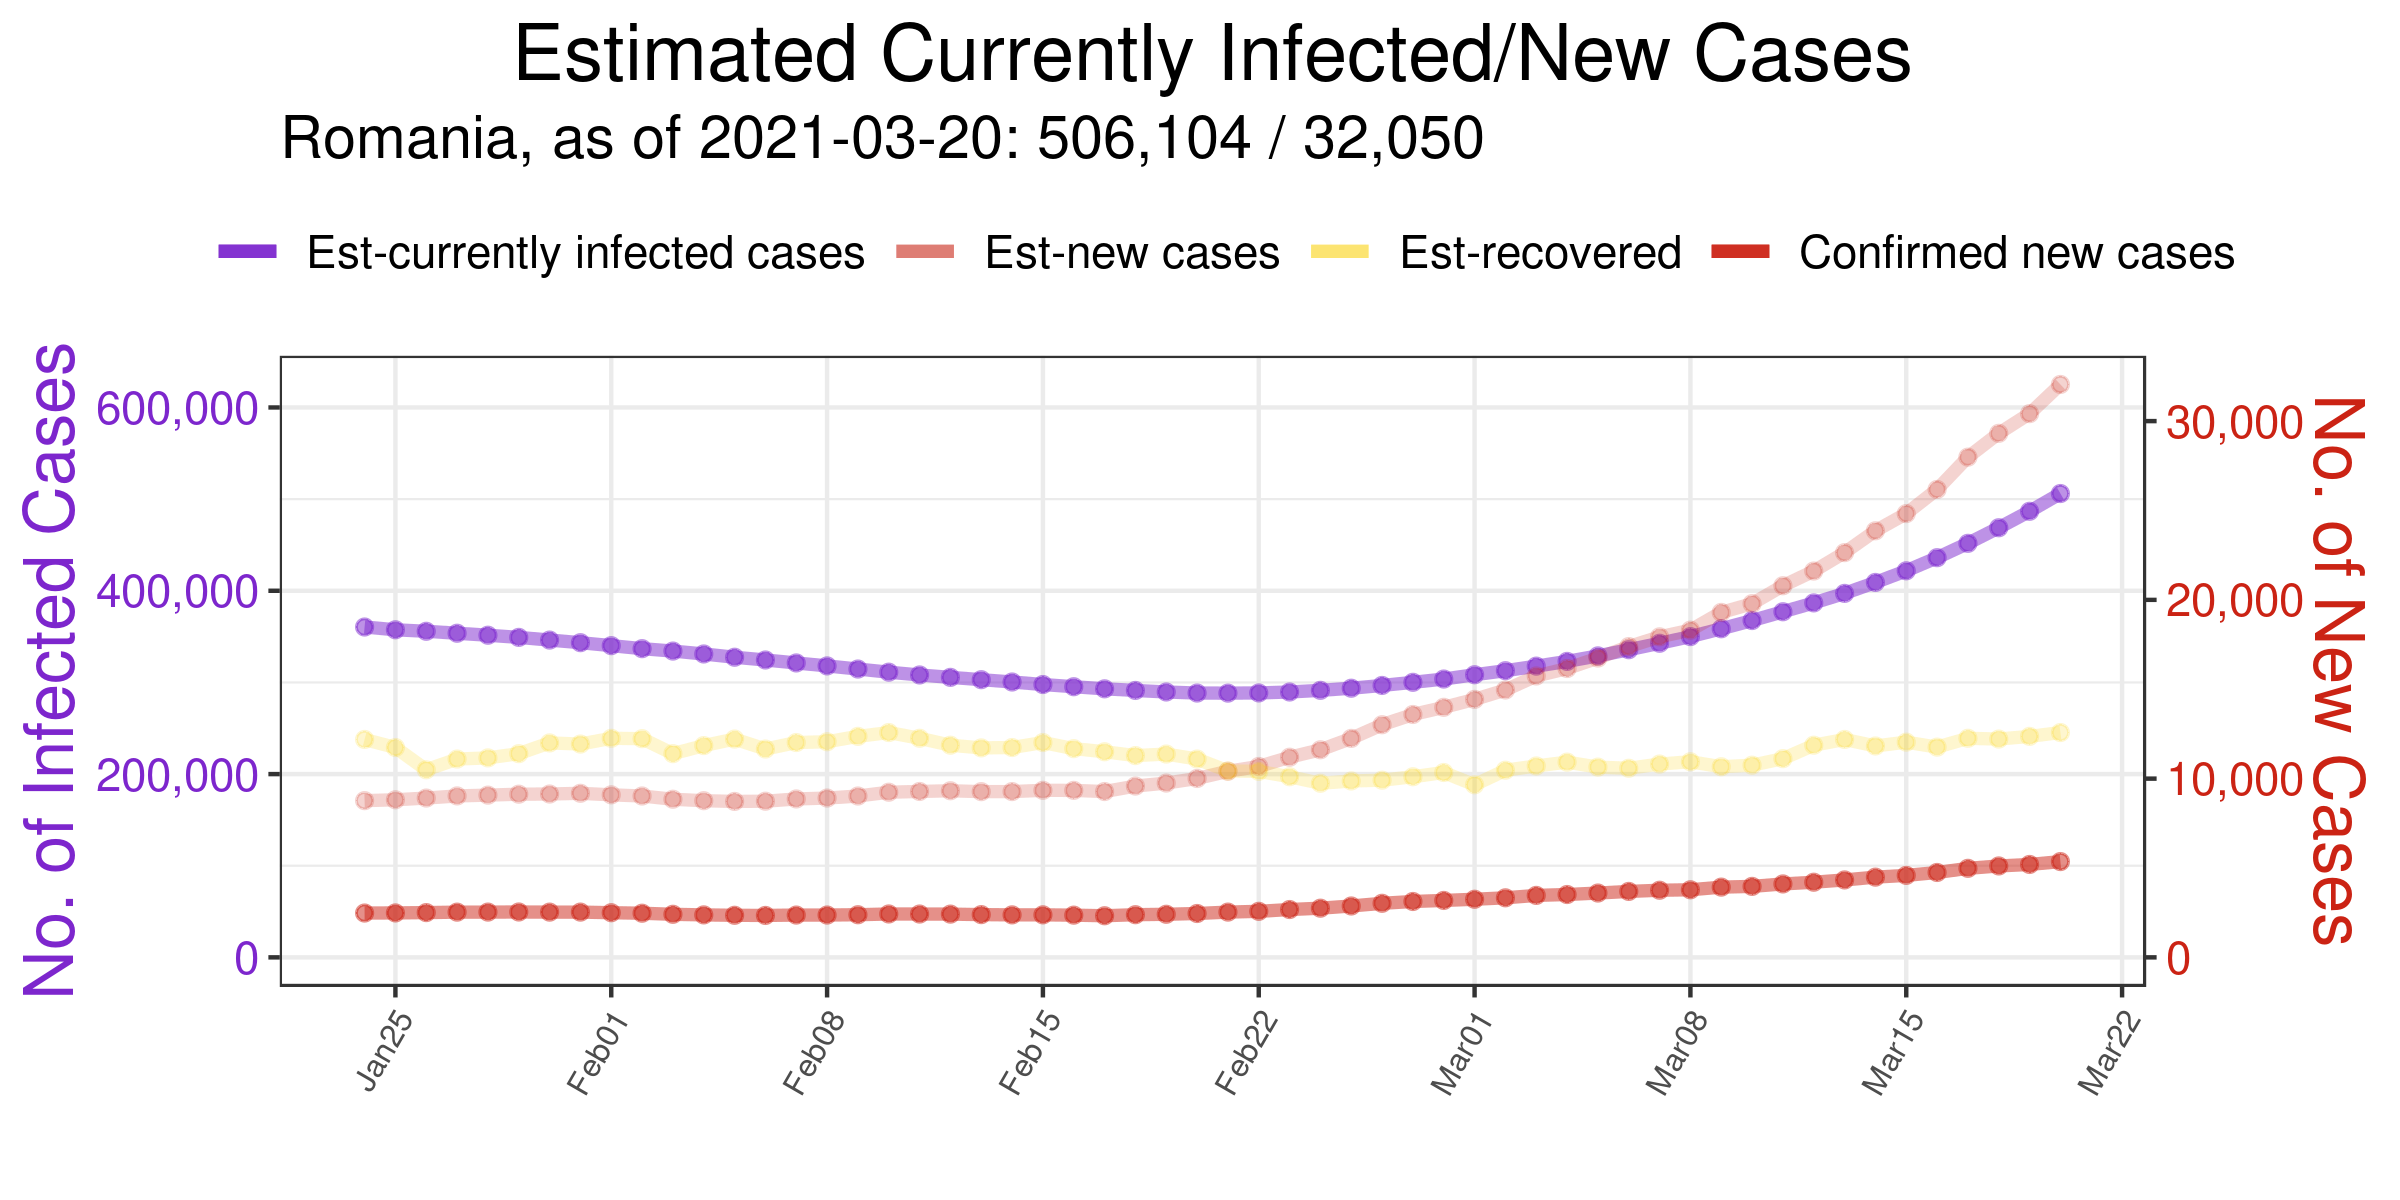 Estimated Currently Infected/New Cases
Romania, as of 2021-03-20: 506,104 / 32,050
Est-currently infected cases Est-new cases Est-recovered Confirmed new cases
No. of Infected Cases
600,000
400,000
200,000
0
30,000
20,000
10,000
0
No. of New Cases
Jan25 Feb01 Feb08 Feb15 Feb22 Mar01 Mar08 Mar15 Mar22